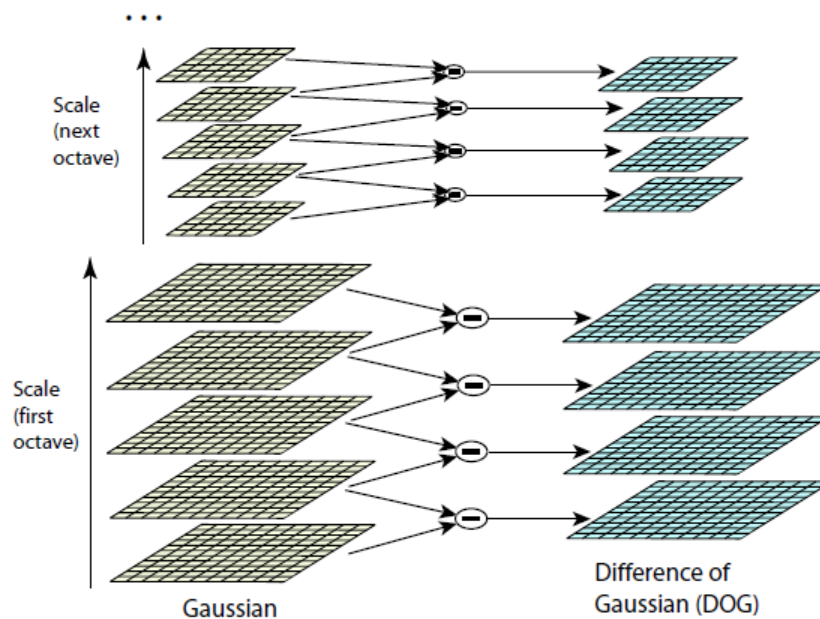 ...
Scale
(next
octave)
Scale
(first
octave)
Gaussian
Difference of
Gaussian (DOG)